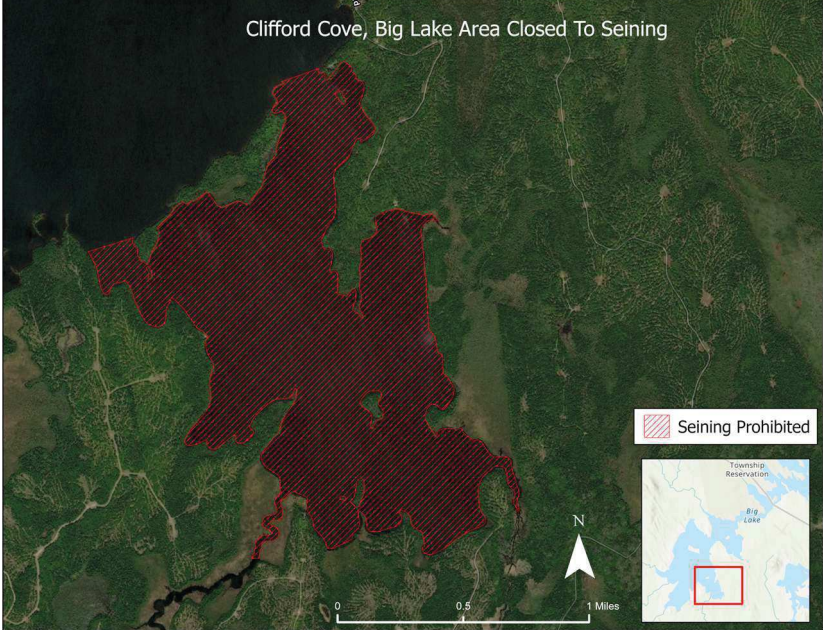 Clifford Cove, Big Lake Area Closed To Seining
Seining Prohibited
Township
Reservation
Big
Lake
N
0 0.5 1 Miles